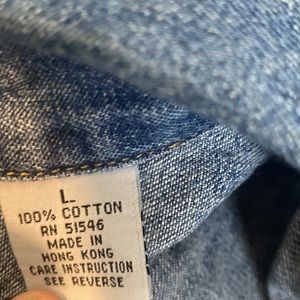 L
100% COTTON
RN 51546
MADE IN
HONG KONG
CARE INSTRUCTION
SEE REVERSE